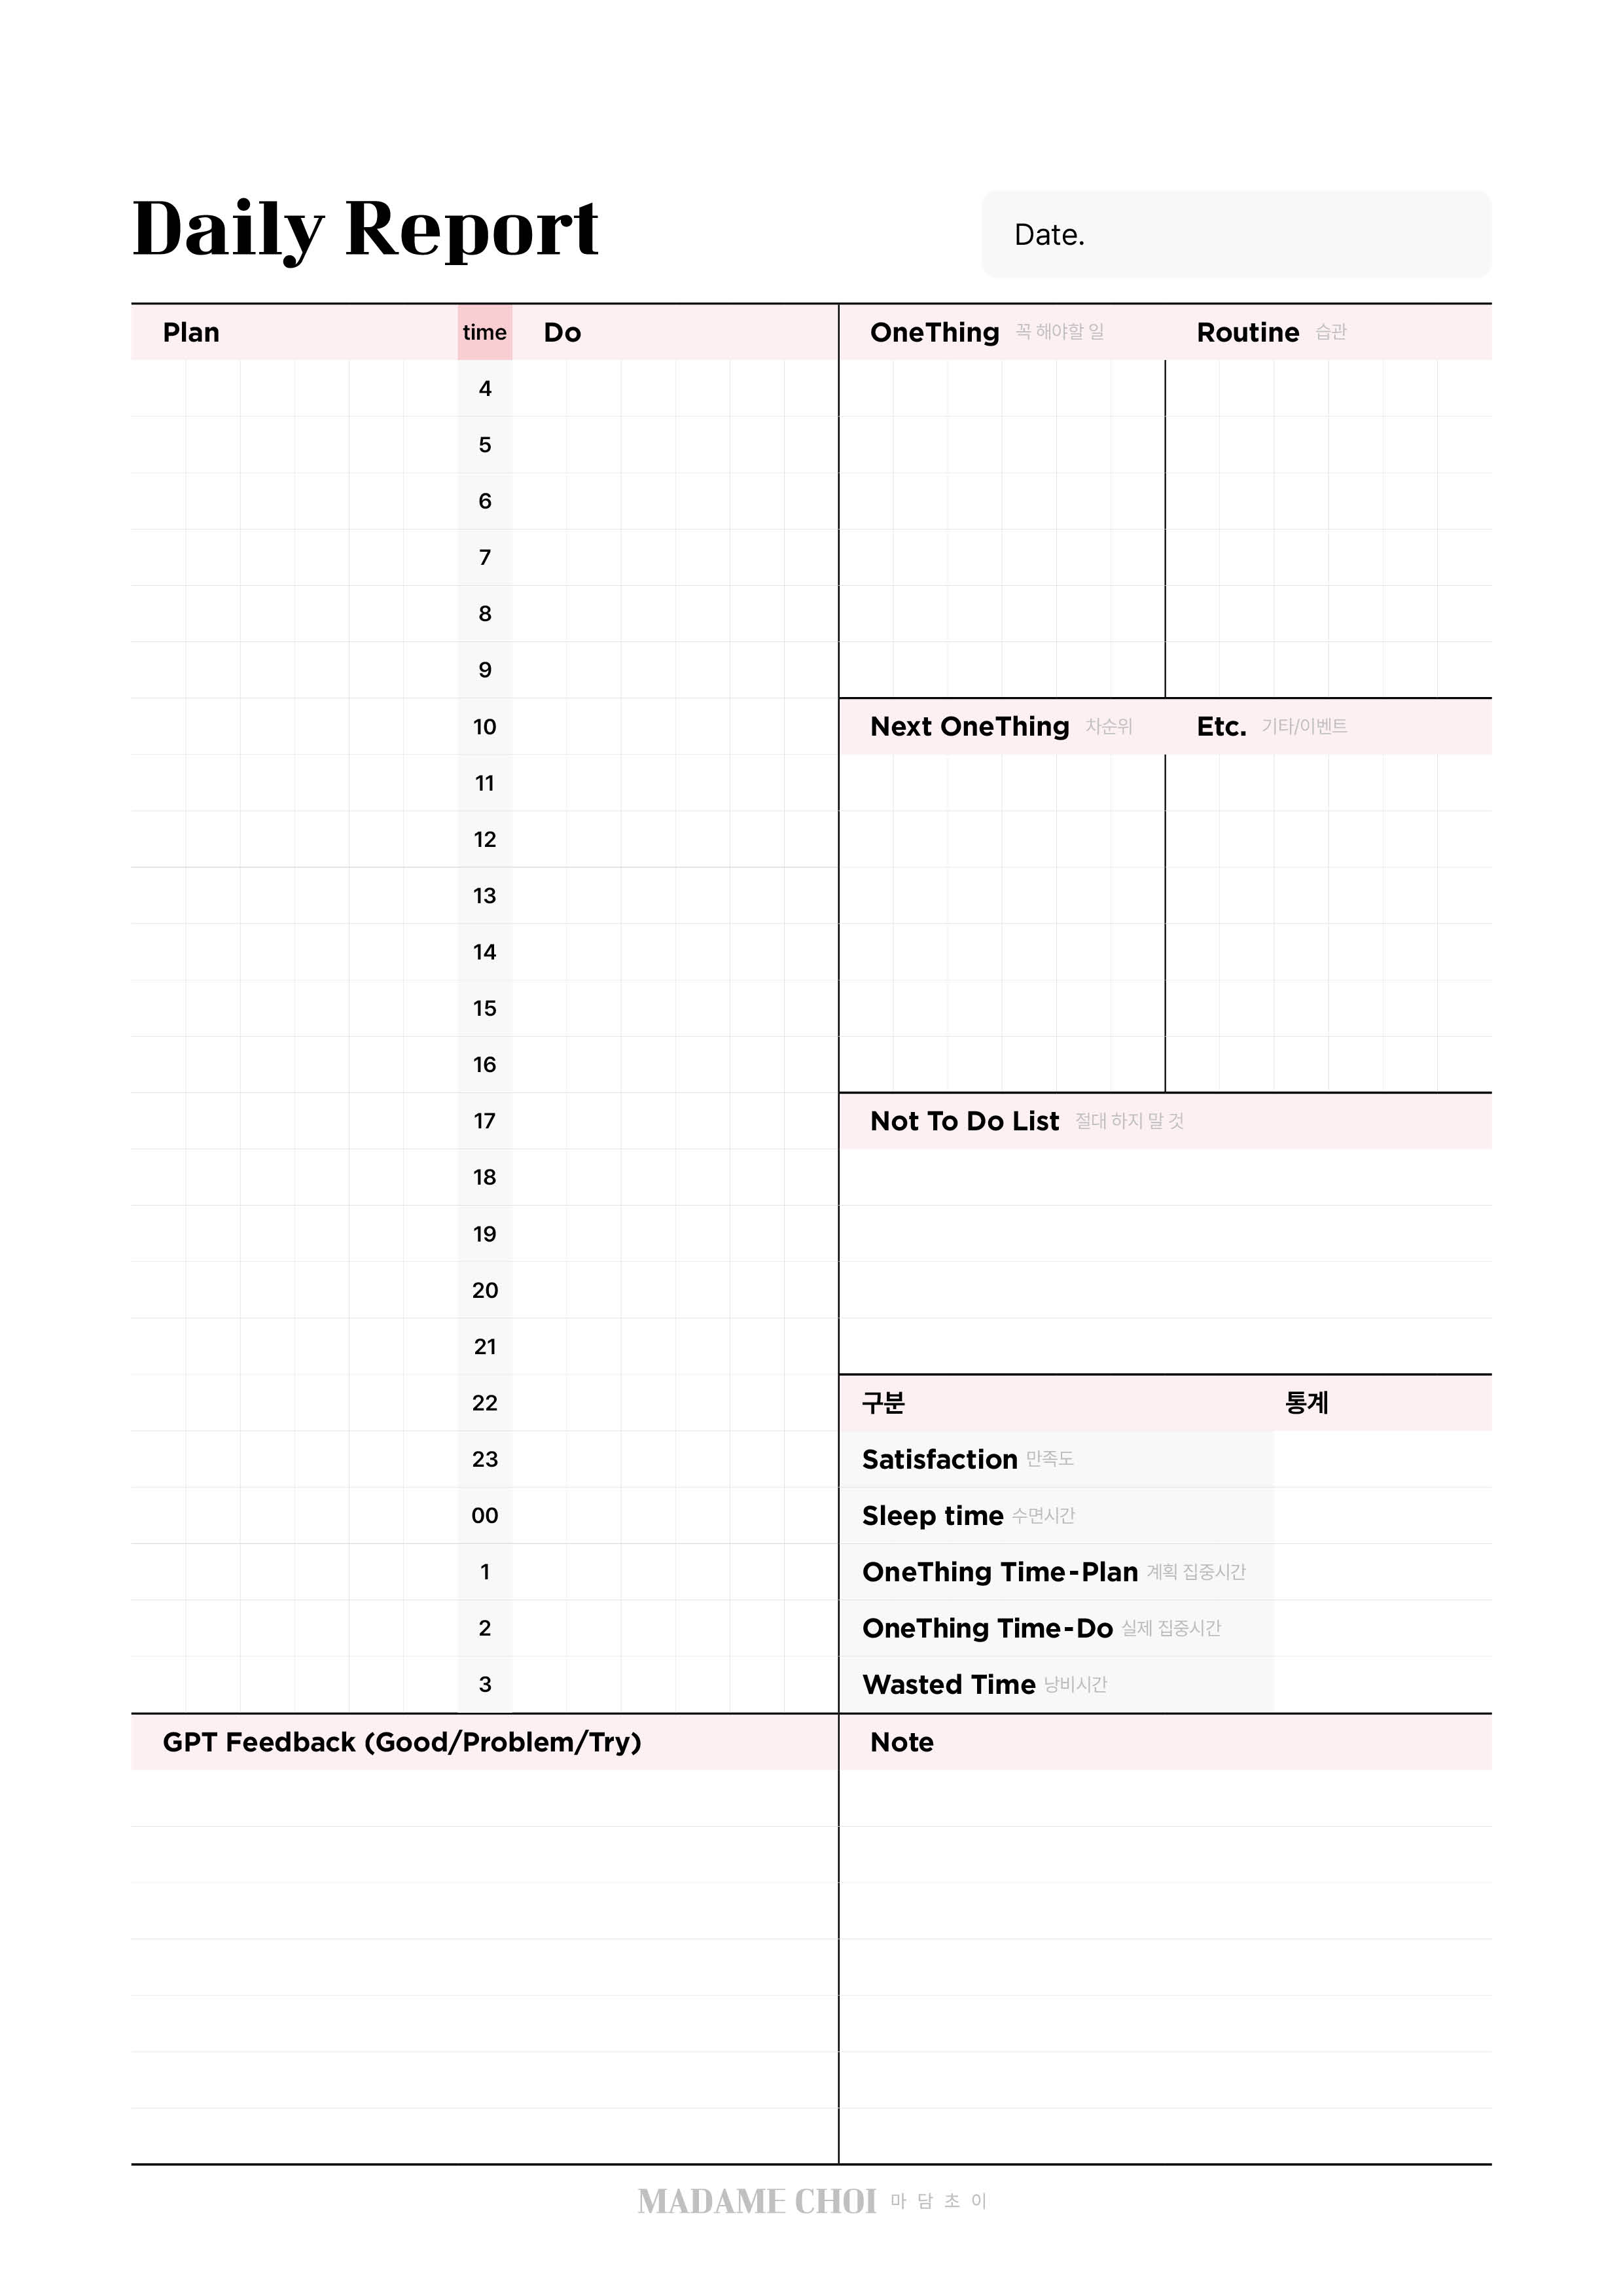 Daily Report
Date.
Plan
time
Do
4
5
6
7
8
9
10
11
12
13
14
15
16
17
18
19
20
21
22
23
00
1
2
3
OneThing 꼭 해야할 일
Routine 습관
Next OneThing 차순위
Etc. 기타/이벤트
Not To Do List 절대 하지 말 것
구분
통계
Satisfaction 만족도
Sleep time 수면시간
OneThing Time-Plan 계획 집중시간
OneThing Time-Do 실제 집중시간
Wasted Time 낭비시간
GPT Feedback (Good/Problem/Try)
Note
MADAME CHOI 마담초이